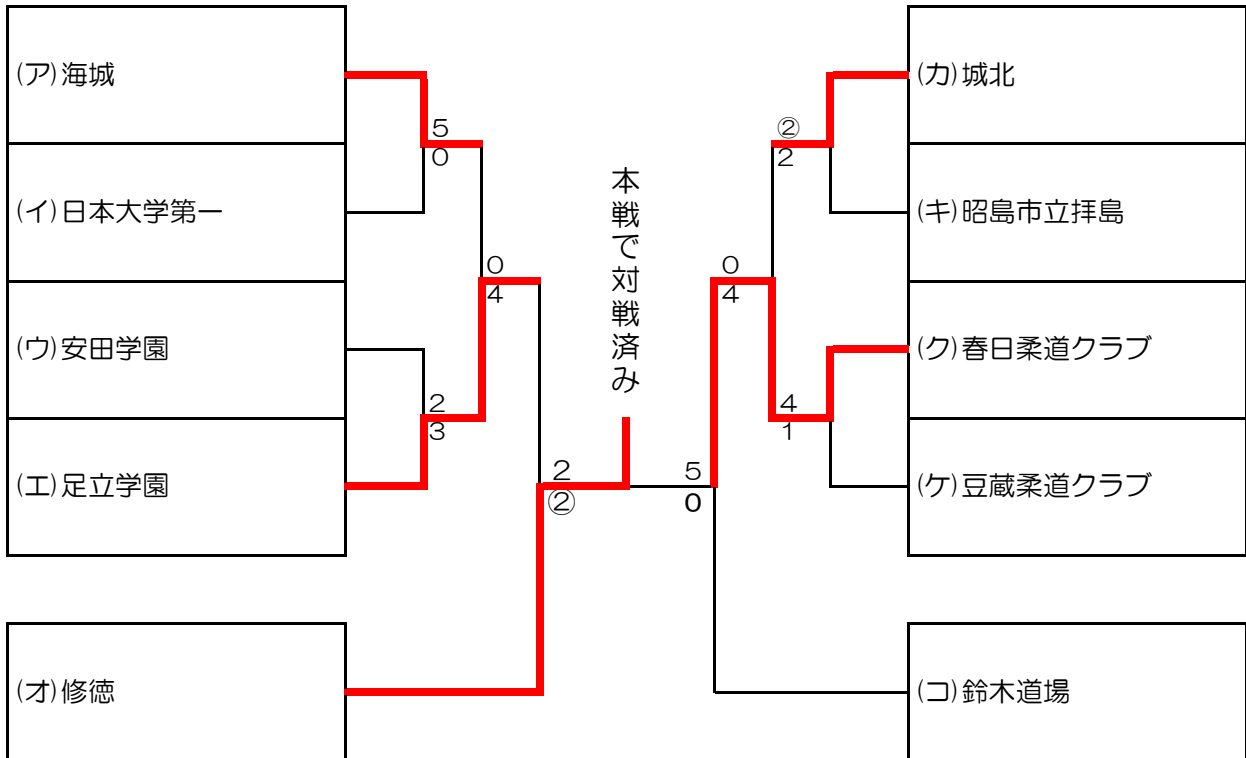 (ア)海城
(イ)日本大学第一
(ウ)安田学園
(エ)足立学園
(オ)修徳
5
0
2
3
0
4
2
②
本戦で対戦済み
5
0
0
4
②
2
4
1
(カ)城北
(キ)昭島市立拝島
(ク)春日柔道クラブ
(ケ)豆蔵柔道クラブ
(コ)鈴木道場